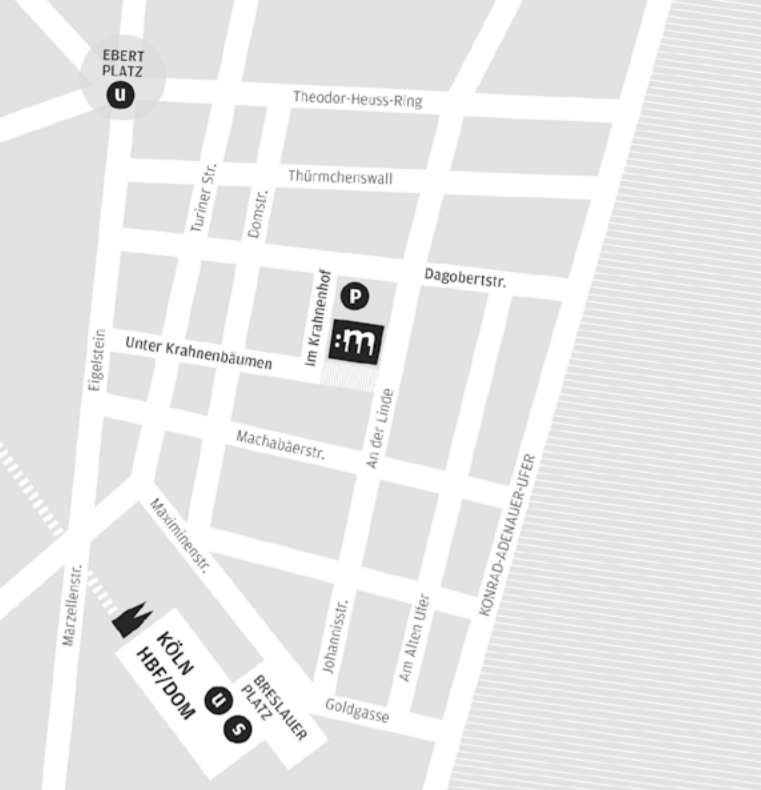 EBERT
PLATZ
u
Theodor-Heuss-Ring
Thürmchenswall
Turiner Str.
Domstr.
Dagobertstr.
Im Krahnenhof
P
:m
Unter Krahnenbäumen
Eigelstein
An der Linde
Machabäerstr.
KONRAD-ADENAUER-UFER
Maximinenstr.
Marzellenstr.
Johannisstr.
Am Alten Ufer
KÖLN
HBF/DOM
u
s
BRESLAUER
PLATZ
Goldgasse